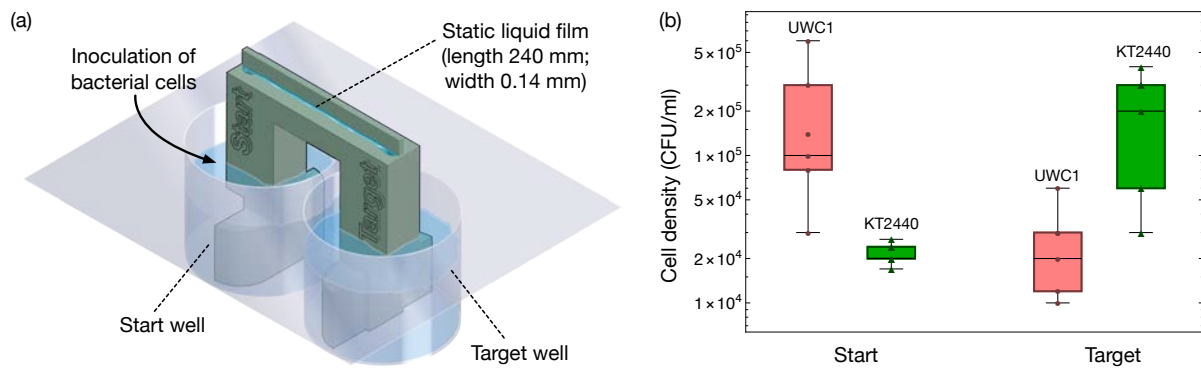 (a)
Inoculation of
bacterial cells
Static liquid film
(length 240 mm;
width 0.14 mm)
Start
Target
Start well
Target well
(b)
Cell density (CFU/ml)
5×10⁵
2×10⁵
1×10⁵
5×10⁴
2×10⁴
1×10⁴
UWC1
KT2440
UWC1
KT2440
Start
Target